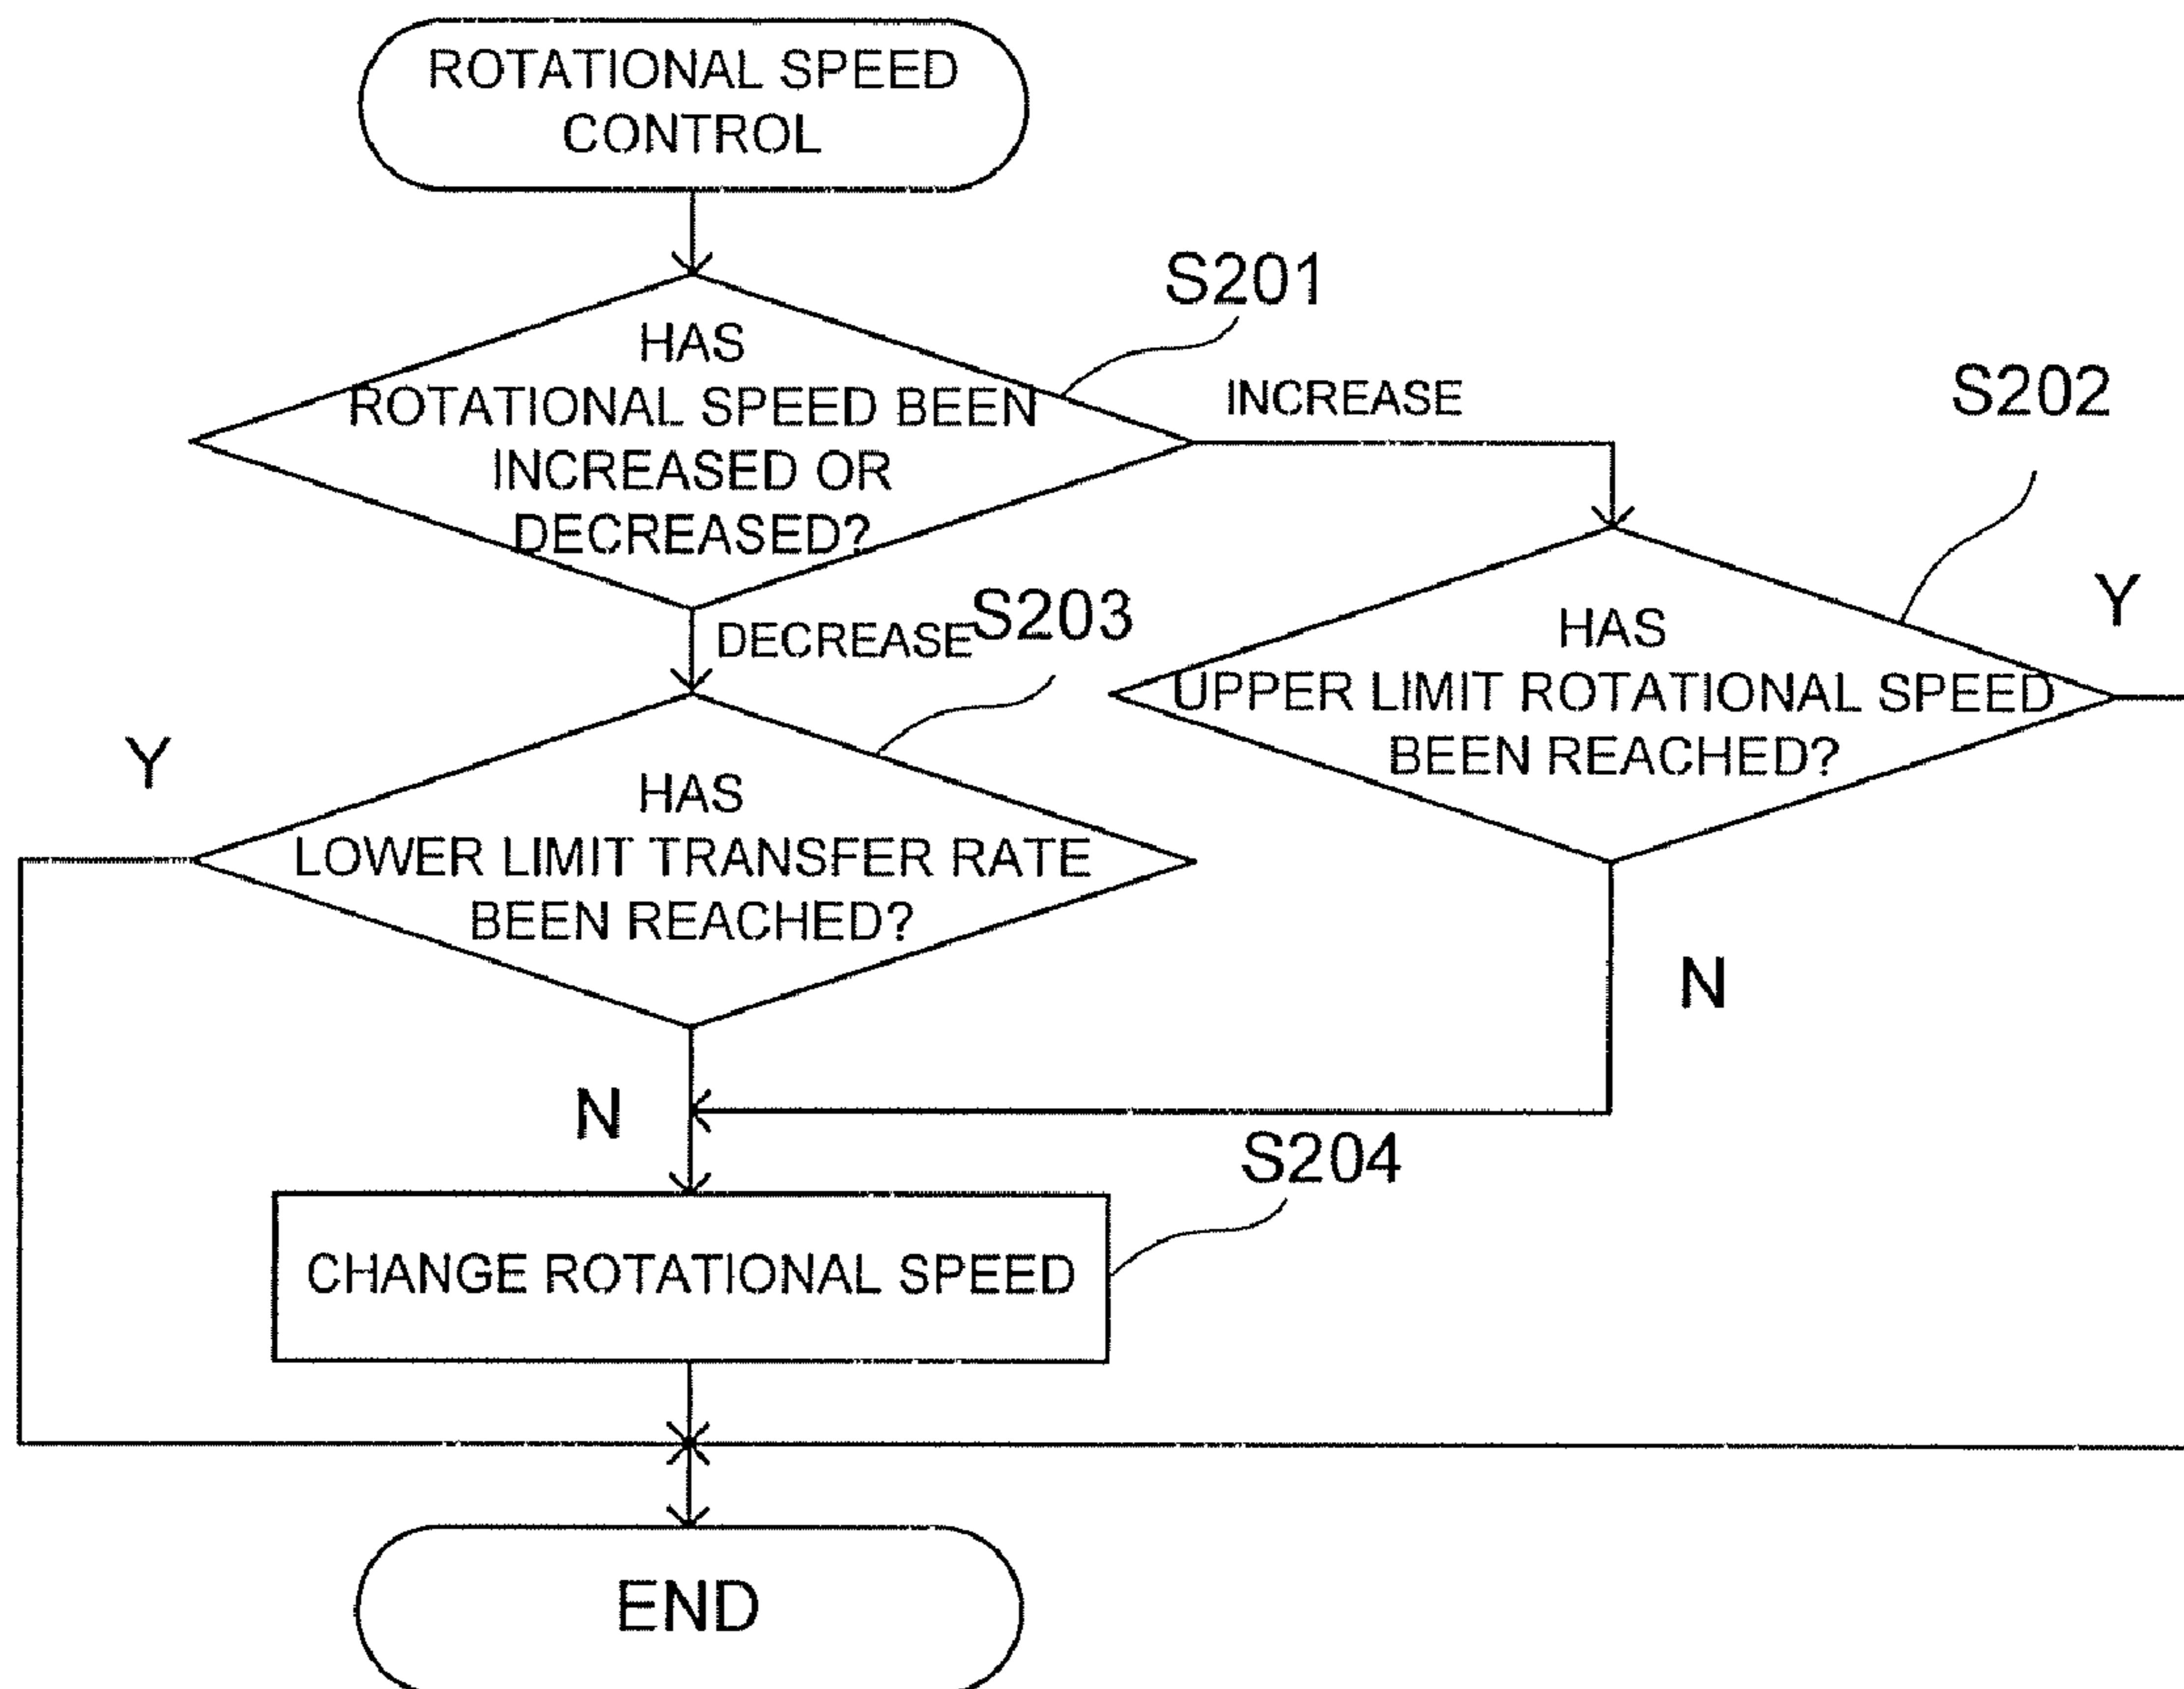 ROTATIONAL SPEED
CONTROL
S201
HAS
ROTATIONAL SPEED BEEN
INCREASED OR
DECREASED?
INCREASE
S202
DECREASE
S203
HAS
UPPER LIMIT ROTATIONAL SPEED
BEEN REACHED?
Y
Y
HAS
LOWER LIMIT TRANSFER RATE
BEEN REACHED?
N
N
S204
CHANGE ROTATIONAL SPEED
END